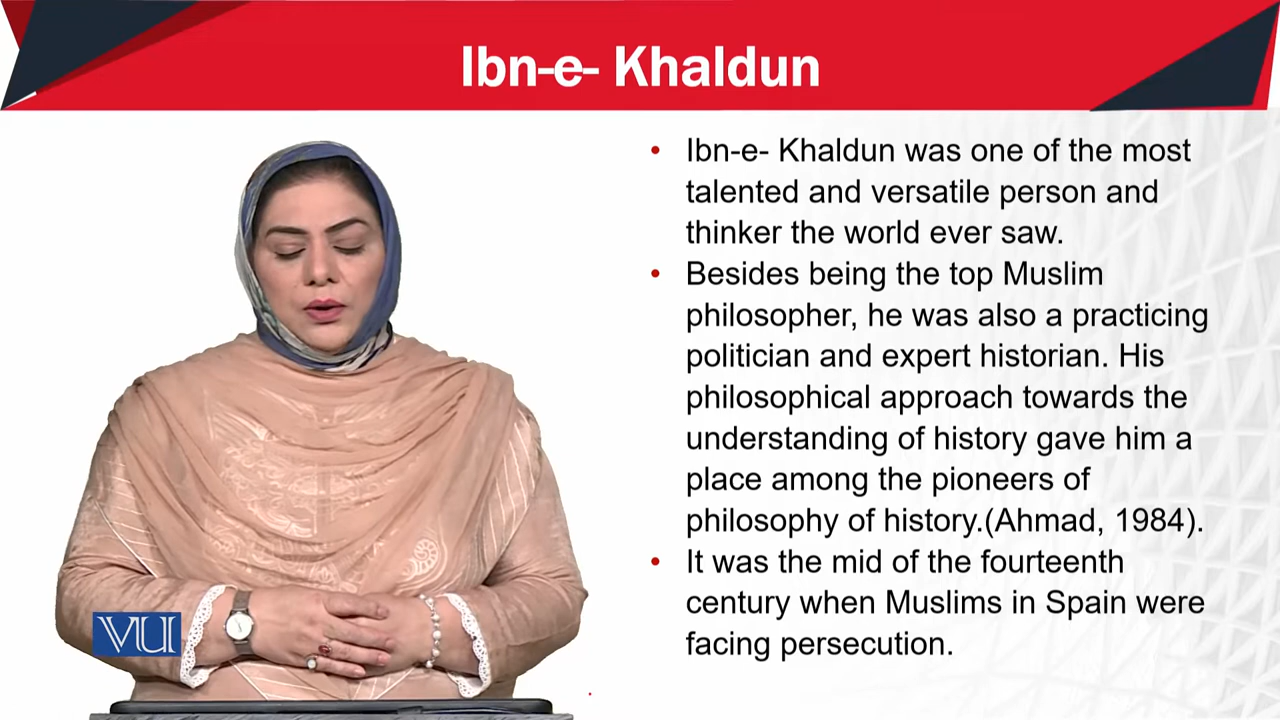 Ibn-e- Khaldun
• Ibn-e- Khaldun was one of the most
talented and versatile person and
thinker the world ever saw.
• Besides being the top Muslim
philosopher, he was also a practicing
politician and expert historian. His
philosophical approach towards the
understanding of history gave him a
place among the pioneers of
philosophy of history.(Ahmad, 1984).
• It was the mid of the fourteenth
century when Muslims in Spain were
facing persecution.
VU